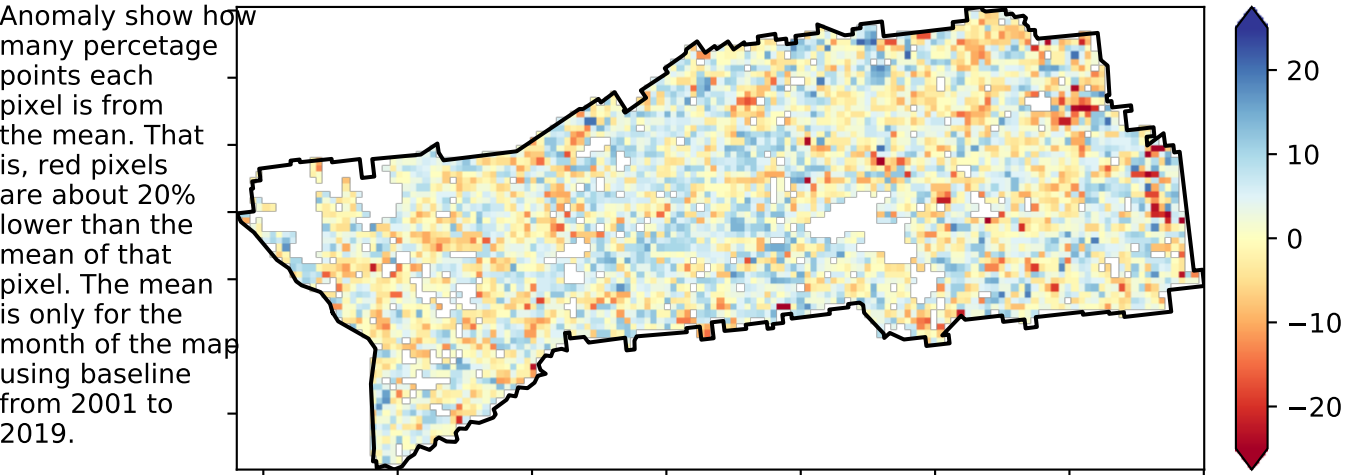 Anomaly show how
many percetage
points each
pixel is from
the mean. That
is, red pixels
are about 20%
lower than the
mean of that
pixel. The mean
is only for the
month of the map
using baseline
from 2001 to
2019.
20
10
0
−10
−20